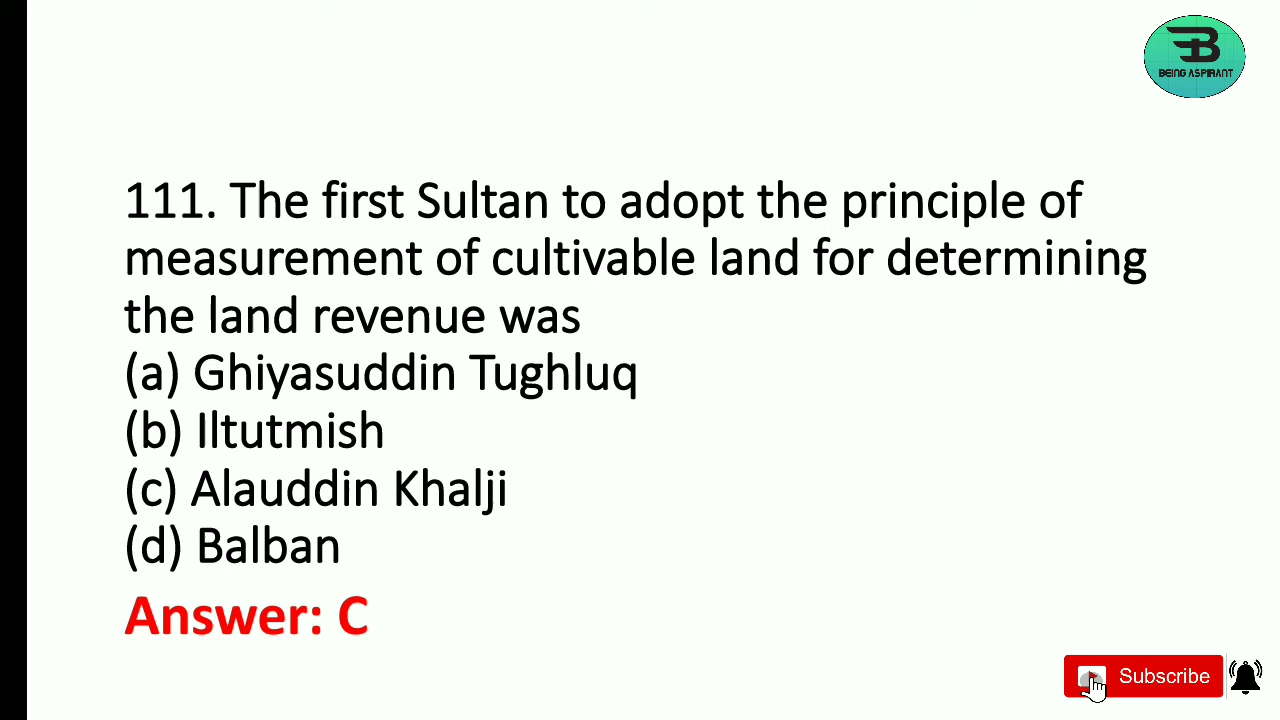 BEING ASPIRANT
111. The first Sultan to adopt the principle of
measurement of cultivable land for determining
the land revenue was
(a) Ghiyasuddin Tughluq
(b) Iltutmish
(c) Alauddin Khalji
(d) Balban
Answer: C
Subscribe